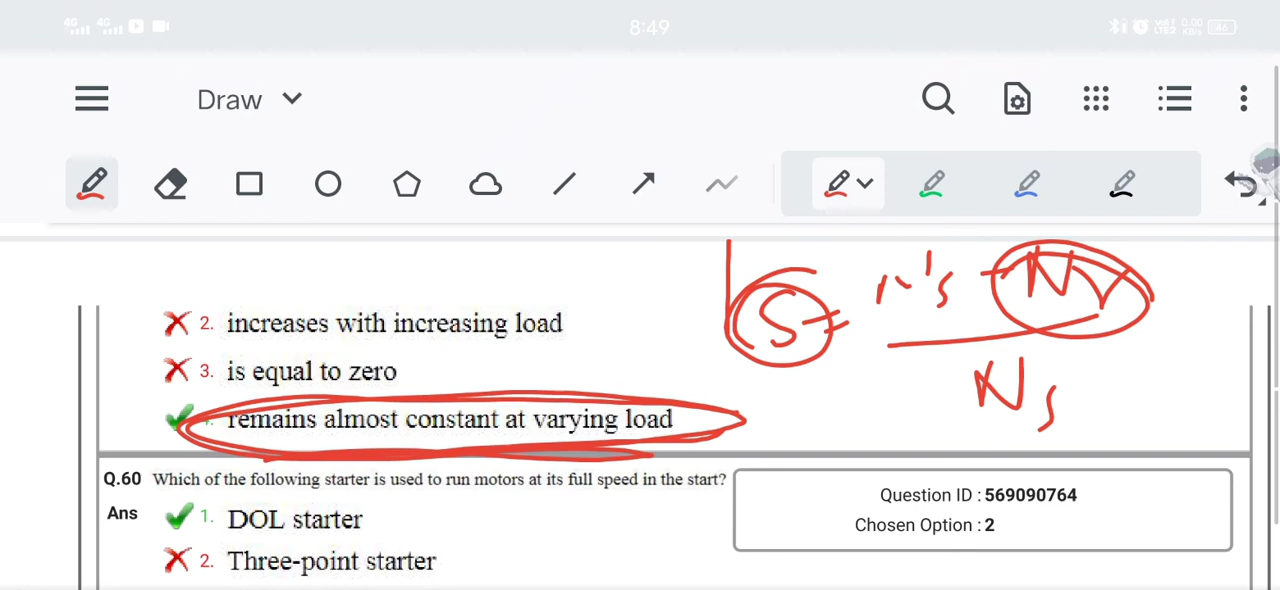 8:49
Draw
S = N's - Nr
Ns
2. increases with increasing load
3. is equal to zero
remains almost constant at varying load
Q.60 Which of the following starter is used to run motors at its full speed in the start?
Ans 1. DOL starter
2. Three-point starter
Question ID : 569090764
Chosen Option : 2